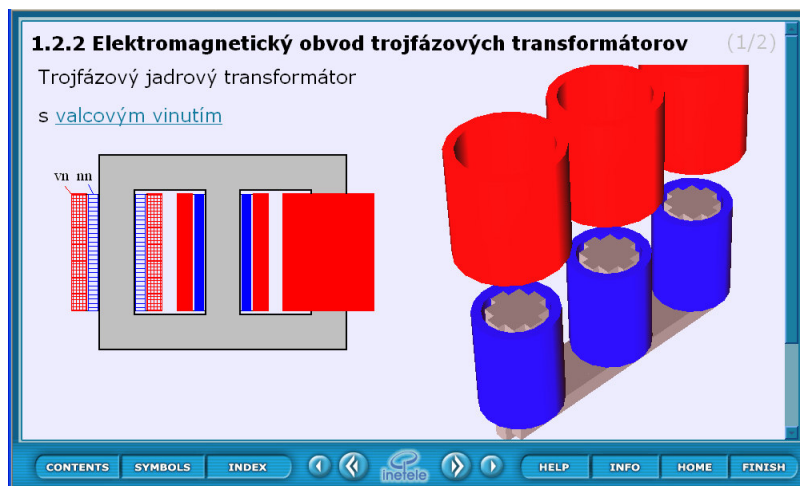 1.2.2 Elektromagnetický obvod trojfázových transformátorov (1/2)
Trojfázový jadrový transformátor
s valcovým vinutím
vn nn
CONTENTS SYMBOLS INDEX inetele HELP INFO HOME FINISH